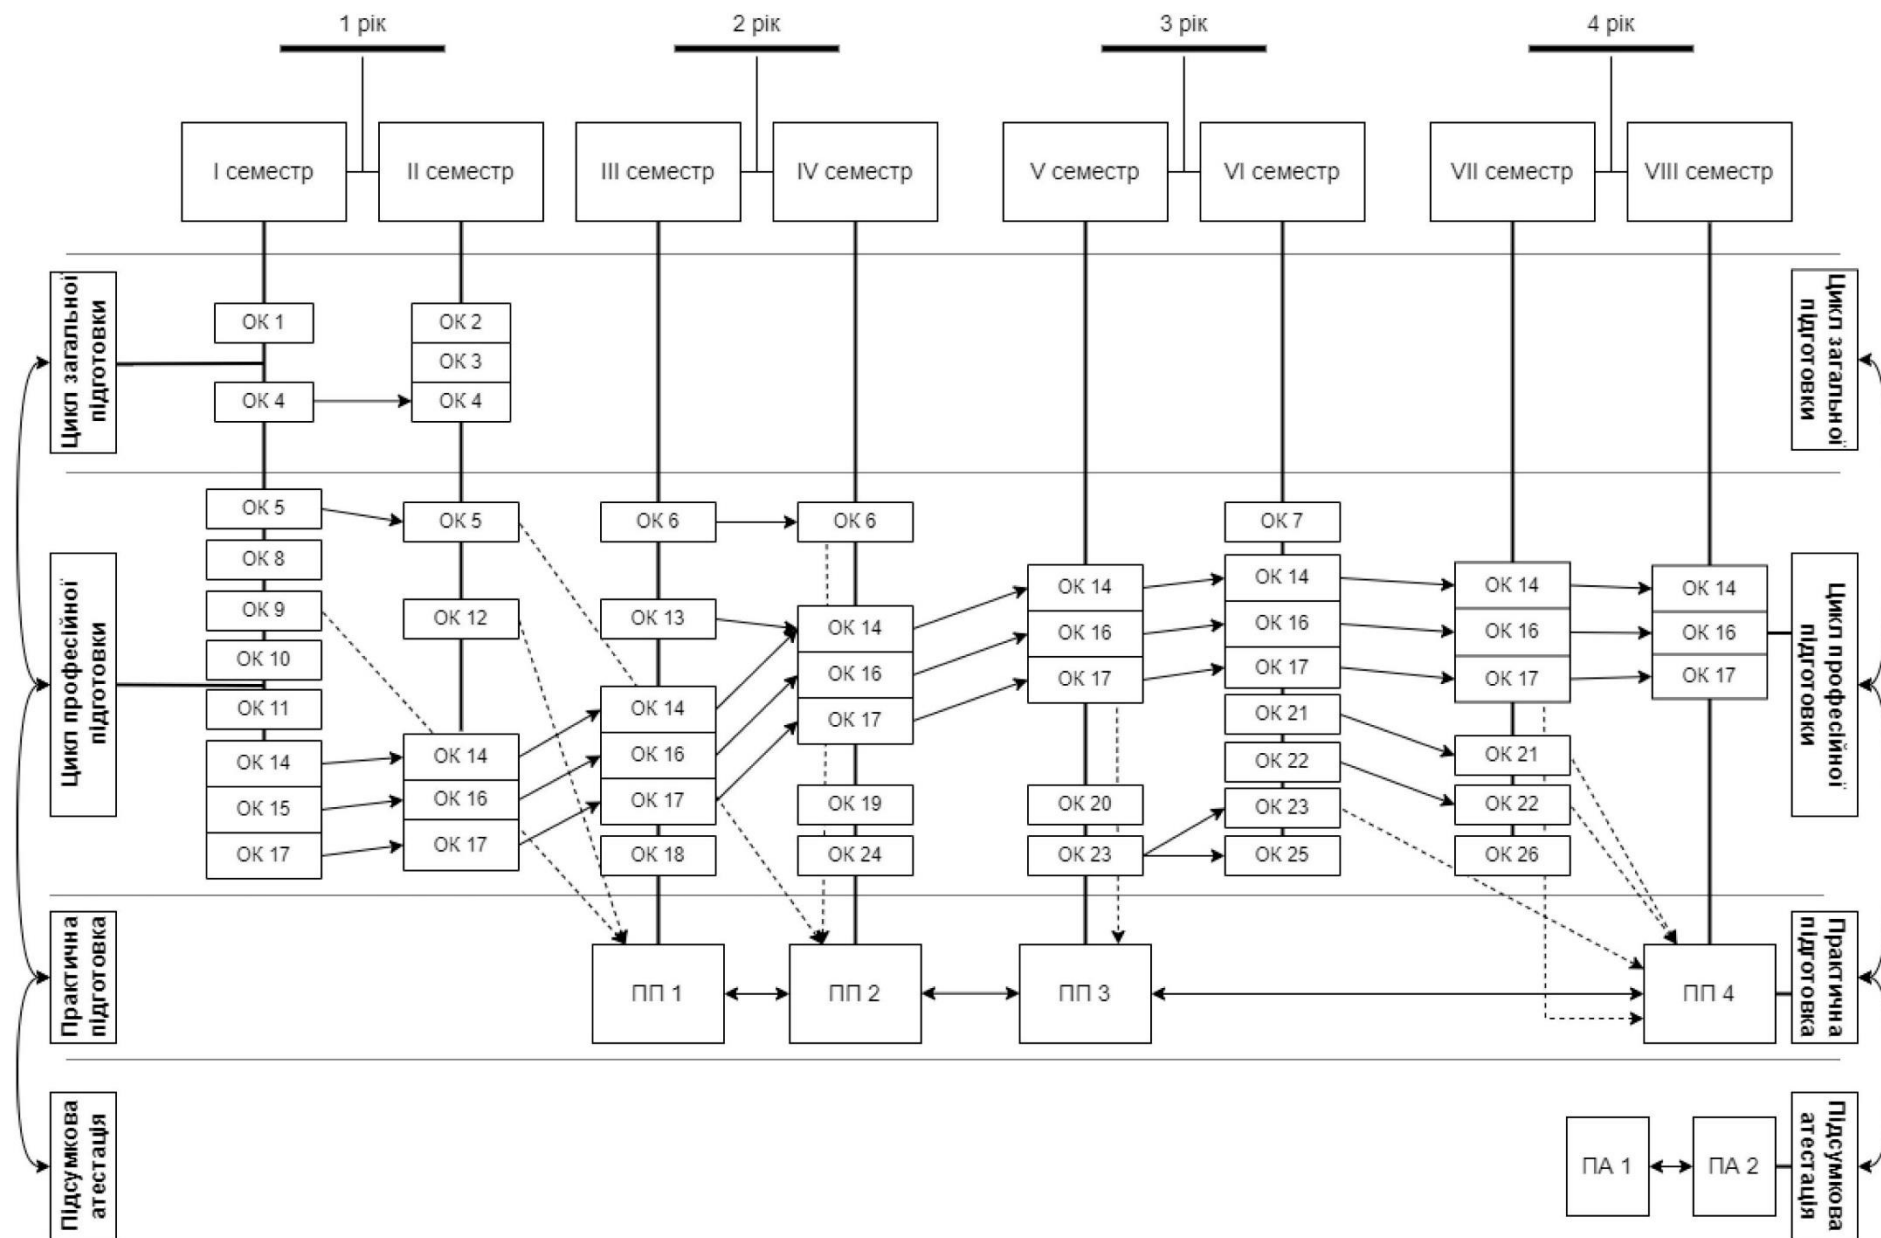 1 рік
2 рік
3 рік
4 рік
I семестр
II семестр
III семестр
IV семестр
V семестр
VI семестр
VII семестр
VIII семестр
Цикл загальної
підготовки
ОК 1
ОК 4
ОК 2
ОК 3
ОК 4
Цикл загальної
підготовки
Цикл професійної
підготовки
ОК 5
ОК 8
ОК 9
ОК 10
ОК 11
ОК 14
ОК 15
ОК 17
ОК 5
ОК 12
ОК 14
ОК 16
ОК 17
ОК 6
ОК 13
ОК 14
ОК 16
ОК 17
ОК 18
ОК 6
ОК 14
ОК 16
ОК 17
ОК 19
ОК 24
ОК 14
ОК 16
ОК 17
ОК 20
ОК 23
ОК 7
ОК 14
ОК 16
ОК 17
ОК 21
ОК 22
ОК 23
ОК 25
ОК 14
ОК 16
ОК 17
ОК 21
ОК 22
ОК 26
ОК 14
ОК 16
ОК 17
Цикл професійної
підготовки
Практична
підготовка
ПП 1
ПП 2
ПП 3
ПП 4
Практична
підготовка
Підсумкова
атестація
ПА 1
ПА 2
Підсумкова
атестація